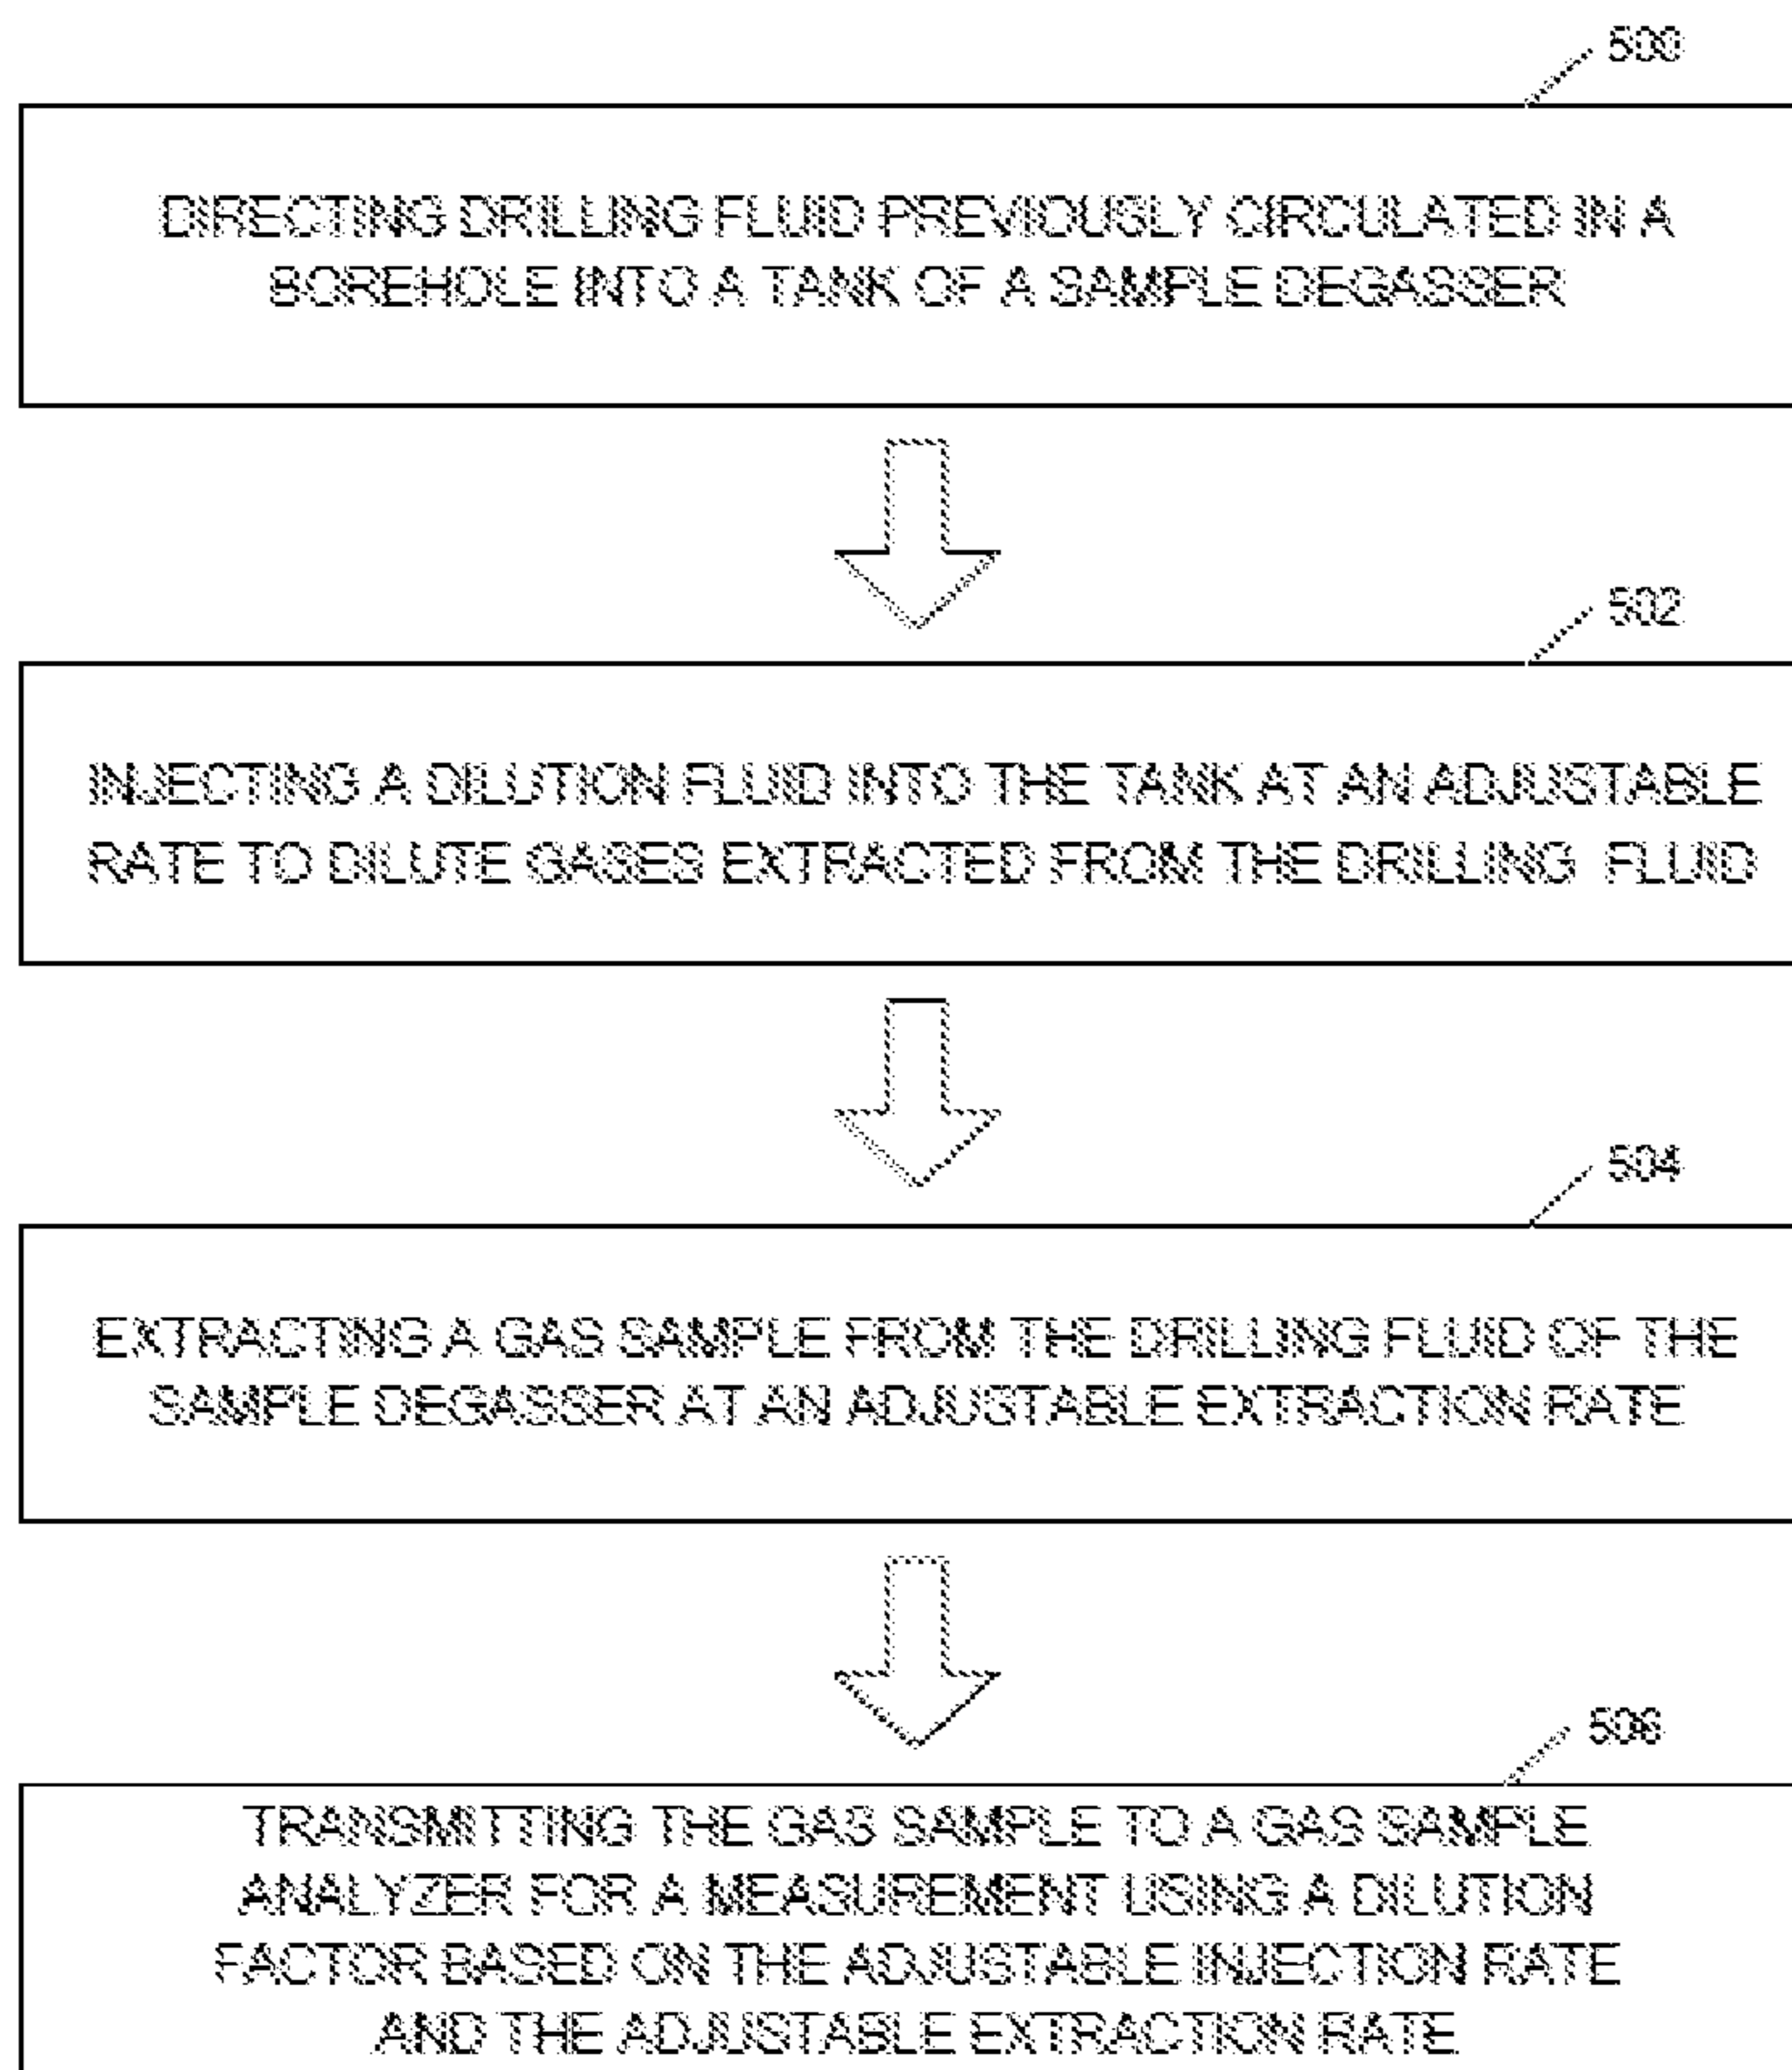 500
DIRECTING DRILLING FLUID PREVIOUSLY CIRCULATED IN A
BOREHOLE INTO A TANK OF A SAMPLE DEGASSER
502
INJECTING A DILUTION FLUID INTO THE TANK AT AN ADJUSTABLE
RATE TO DILUTE GASES EXTRACTED FROM THE DRILLING FLUID
504
EXTRACTING A GAS SAMPLE FROM THE DRILLING FLUID OF THE
SAMPLE DEGASSER AT AN ADJUSTABLE EXTRACTION RATE
506
TRANSMITTING THE GAS SAMPLE TO A GAS SAMPLE
ANALYZER FOR A MEASUREMENT USING A DILUTION
FACTOR BASED ON THE ADJUSTABLE INJECTION RATE
AND THE ADJUSTABLE EXTRACTION RATE